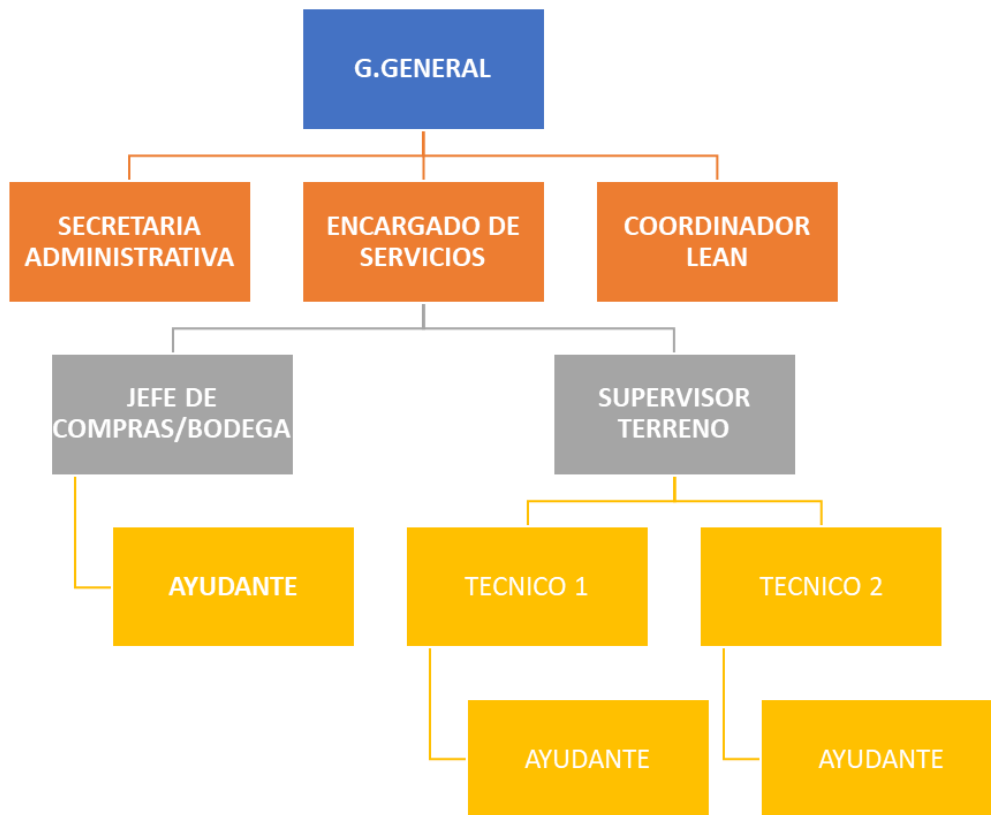 G.GENERAL
SECRETARIA
ADMINISTRATIVA
ENCARGADO DE
SERVICIOS
COORDINADOR
LEAN
JEFE DE
COMPRAS/BODEGA
SUPERVISOR
TERRENO
AYUDANTE
TECNICO 1
TECNICO 2
AYUDANTE
AYUDANTE